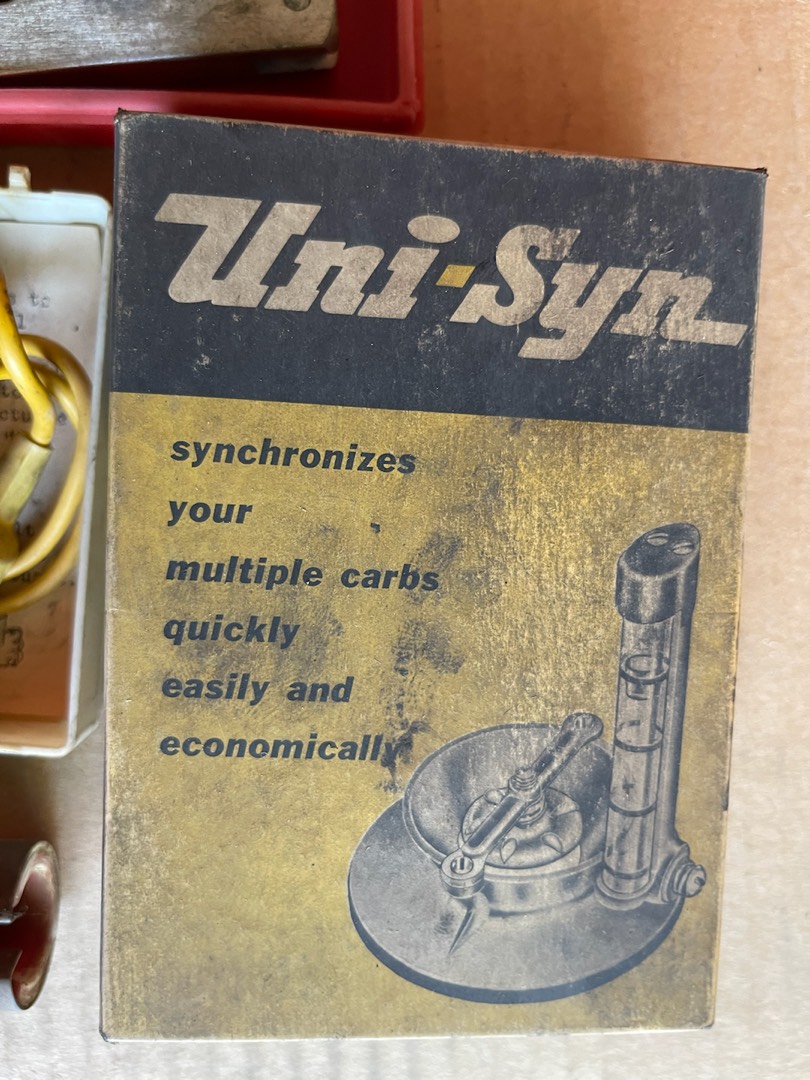 Uni-Syn
synchronizes
your
multiple carbs
quickly
easily and
economically